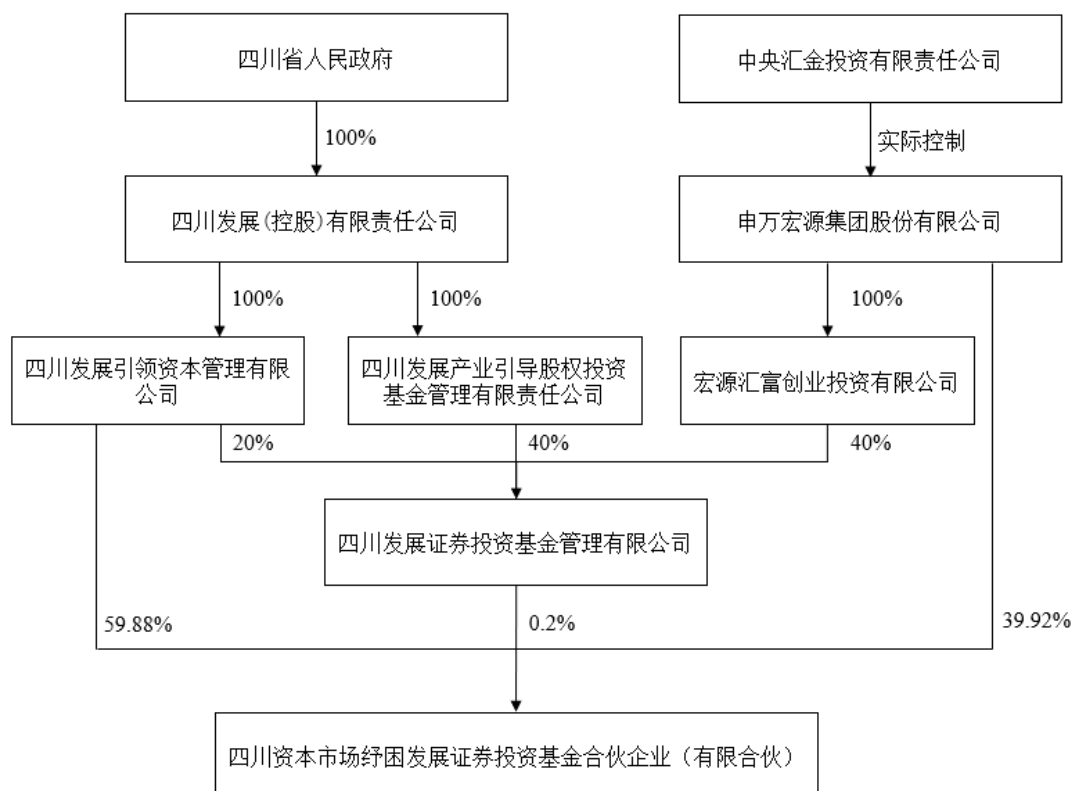 四川省人民政府
中央汇金投资有限责任公司
100%
实际控制
四川发展(控股)有限责任公司
申万宏源集团股份有限公司
100%
100%
100%
四川发展引领资本管理有限
公司
四川发展产业引导股权投资
基金管理有限责任公司
宏源汇富创业投资有限公司
20%
40%
40%
四川发展证券投资基金管理有限公司
59.88%
0.2%
39.92%
四川资本市场纾困发展证券投资基金合伙企业（有限合伙）